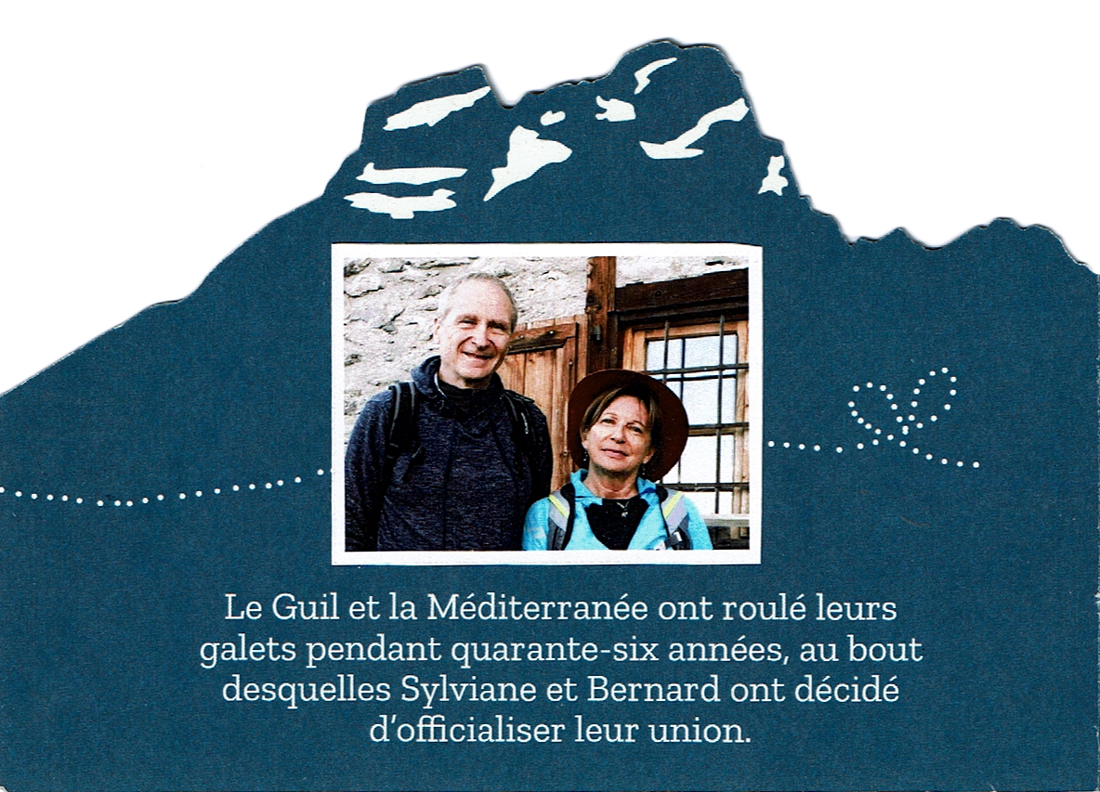 Le Guil et la Méditerranée ont roulé leurs
galets pendant quarante-six années, au bout
desquelles Sylviane et Bernard ont décidé
d’officialiser leur union.